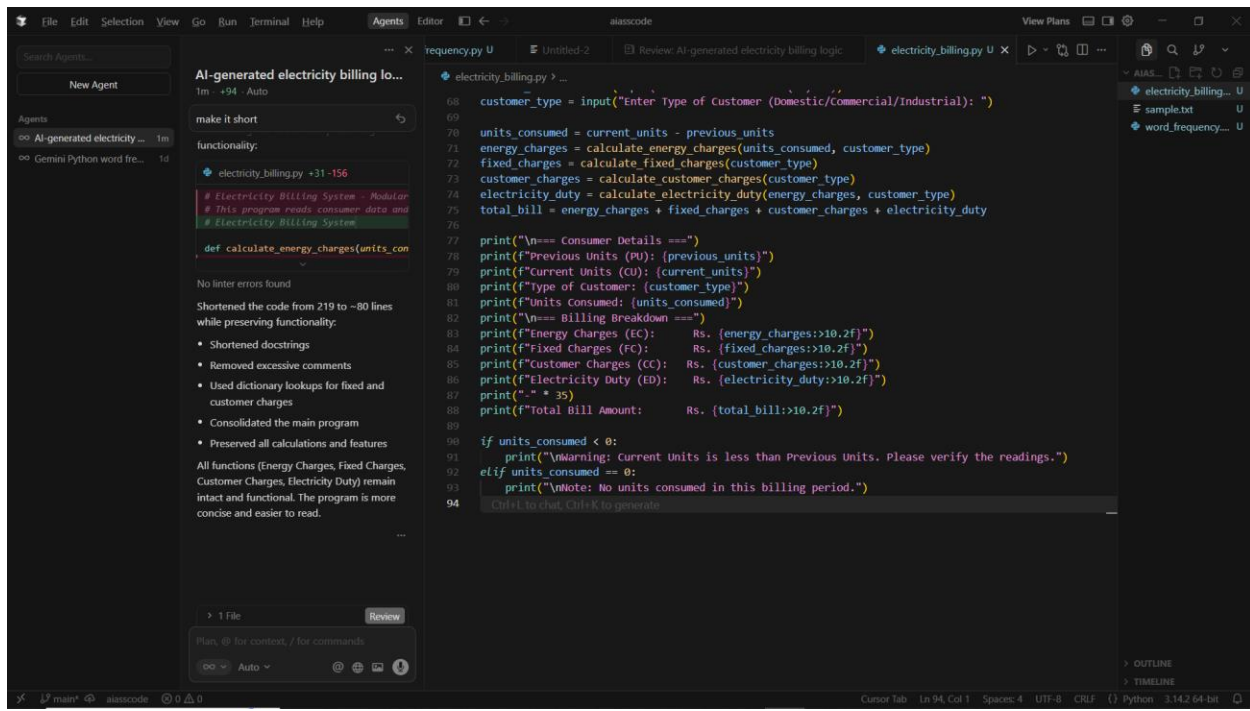 File Edit Selection View Go Run Terminal Help
Agents Editor
aiasscode
View Plans
Search Agents...
New Agent
Agents
AI-generated electricity ... 1m
Gemini Python word fre... 1d
AI-generated electricity billing lo...
1m · +94 · Auto
make it short
functionality:
electricity_billing.py +31 -156
# Electricity Billing System - Modular
# This program reads consumer data and
# Electricity Billing System
def calculate_energy_charges(units_con
No linter errors found
Shortened the code from 219 to ~80 lines
while preserving functionality:
• Shortened docstrings
• Removed excessive comments
• Used dictionary lookups for fixed and
customer charges
• Consolidated the main program
• Preserved all calculations and features
All functions (Energy Charges, Fixed Charges,
Customer Charges, Electricity Duty) remain
intact and functional. The program is more
concise and easier to read.
> 1 File
Review
Plan, @ for context, / for commands
Auto
requency.py U
Untitled-2
Review: AI-generated electricity billing logic
electricity_billing.py U
electricity_billing.py > ...
68 customer_type = input("Enter Type of Customer (Domestic/Commercial/Industrial): ")
69
70 units_consumed = current_units - previous_units
71 energy_charges = calculate_energy_charges(units_consumed, customer_type)
72 fixed_charges = calculate_fixed_charges(customer_type)
73 customer_charges = calculate_customer_charges(customer_type)
74 electricity_duty = calculate_electricity_duty(energy_charges, customer_type)
75 total_bill = energy_charges + fixed_charges + customer_charges + electricity_duty
76
77 print("\n=== Consumer Details ===")
78 print(f"Previous Units (PU): {previous_units}")
79 print(f"Current Units (CU): {current_units}")
80 print(f"Type of Customer: {customer_type}")
81 print(f"Units Consumed: {units_consumed}")
82 print("\n=== Billing Breakdown ===")
83 print(f"Energy Charges (EC):      Rs. {energy_charges:>10.2f}")
84 print(f"Fixed Charges (FC):       Rs. {fixed_charges:>10.2f}")
85 print(f"Customer Charges (CC):   Rs. {customer_charges:>10.2f}")
86 print(f"Electricity Duty (ED):    Rs. {electricity_duty:>10.2f}")
87 print("-" * 35)
88 print(f"Total Bill Amount:       Rs. {total_bill:>10.2f}")
89
90 if units_consumed < 0:
91     print("\nWarning: Current Units is less than Previous Units. Please verify the readings.")
92 elif units_consumed == 0:
93     print("\nNote: No units consumed in this billing period.")
94 Ctrl+L to chat, Ctrl+K to generate
AIAS...
electricity_billing... U
sample.txt U
word_frequency.... U
> OUTLINE
> TIMELINE
main* aiasscode 0 0
Cursor Tab Ln 94, Col 1 Spaces: 4 UTF-8 CRLF {} Python 3.14.2 64-bit